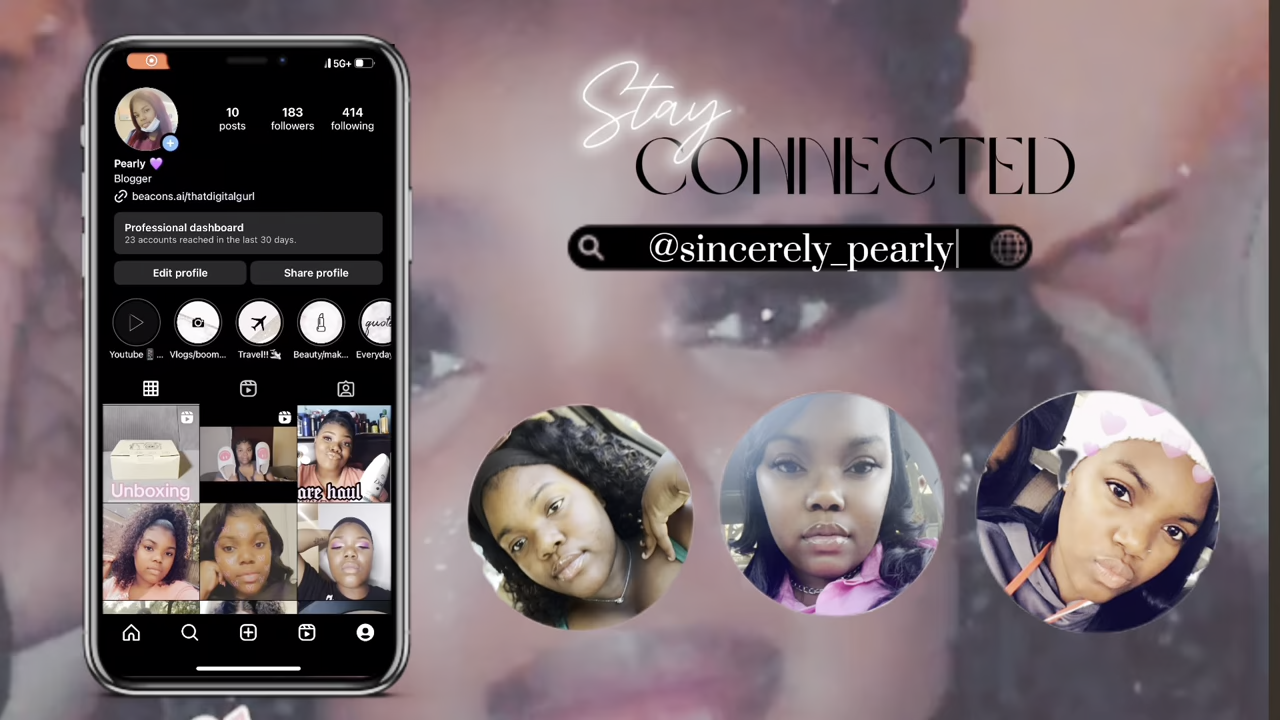 5G+
10
183
414
posts
followers
following
Pearly 💜
Blogger
beacons.ai/thatdigitalgurl
Professional dashboard
23 accounts reached in the last 30 days.
Edit profile
Share profile
quote
Youtube 📱...
Vlogs/boom...
Travel!!
Beauty/mak...
Everyday
Unboxing
are haul
Stay
CONNECTED
@sincerely_pearly